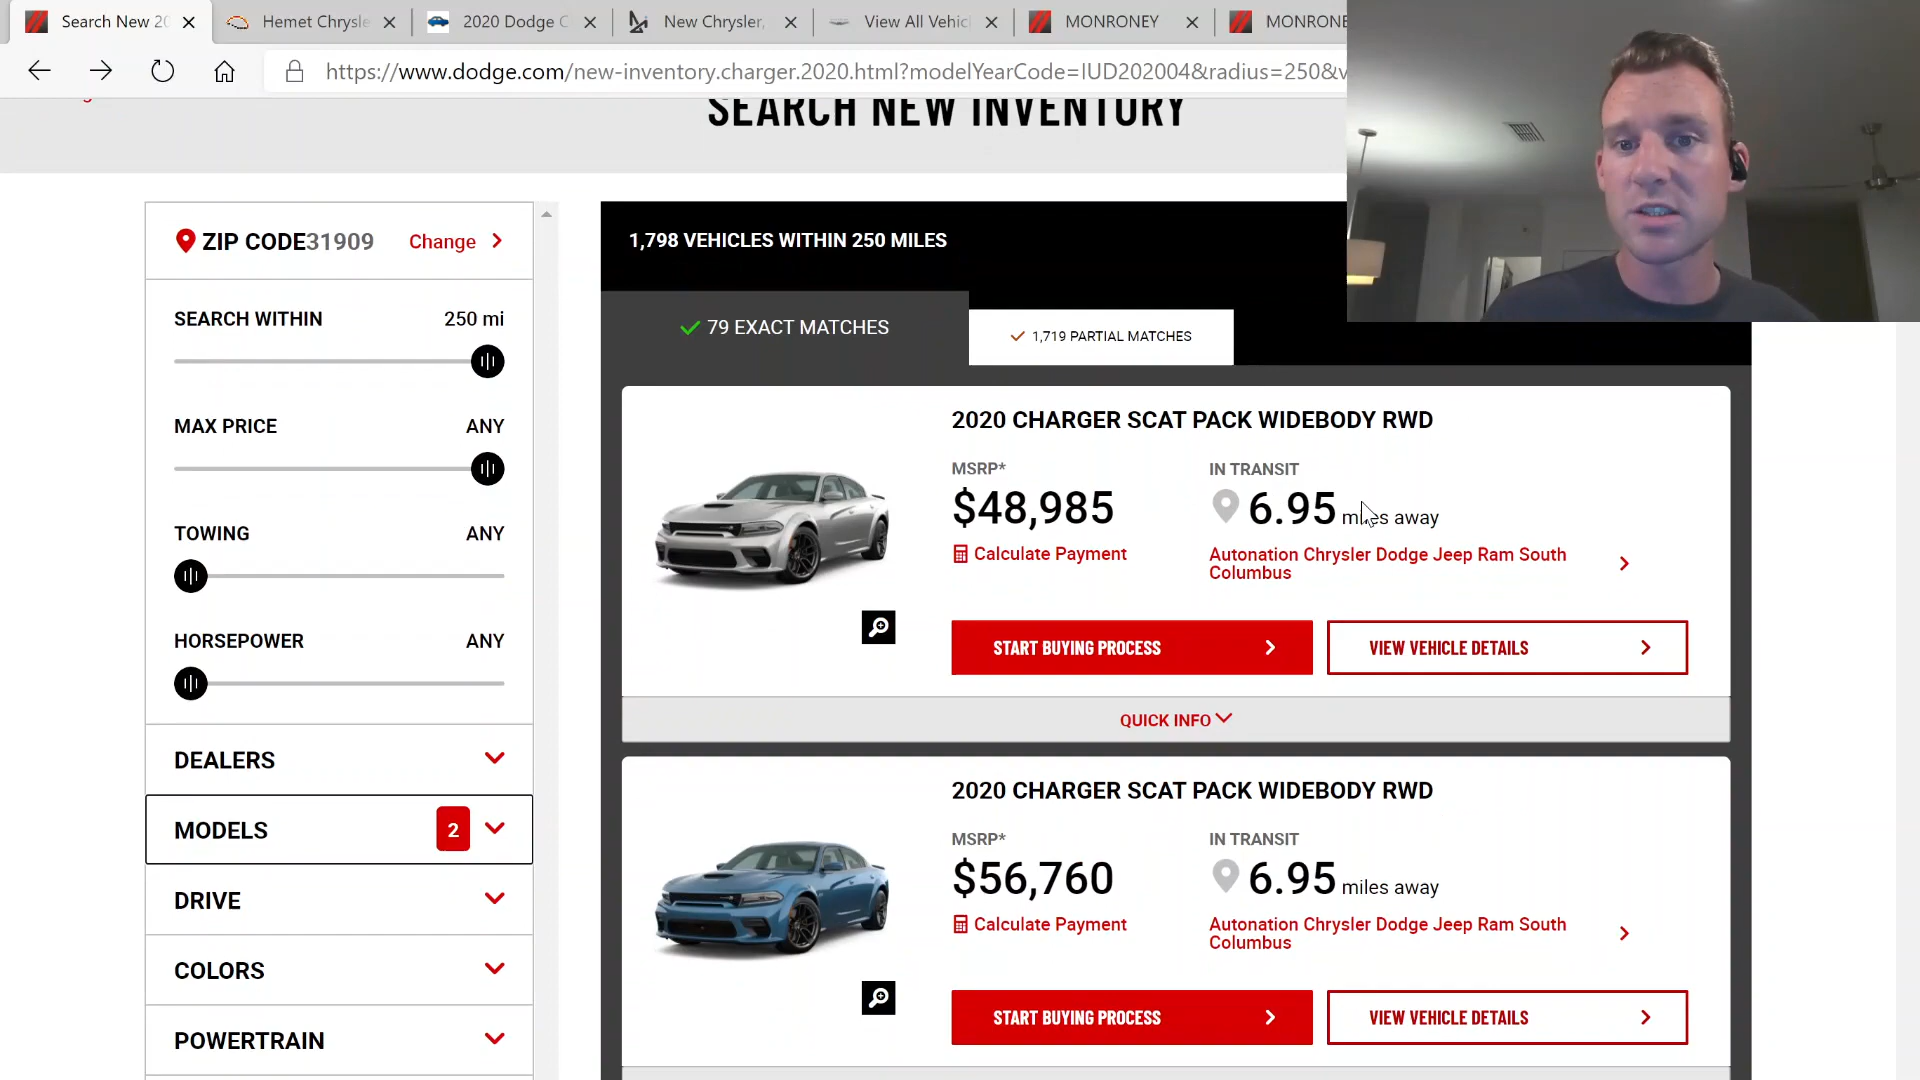 Search New 20
Hemet Chrysle
2020 Dodge C
New Chrysler,
View All Vehic
MONRONEY
MONRONE
https://www.dodge.com/new-inventory.charger.2020.html?modelYearCode=IUD202004&radius=250&v
SEARCH NEW INVENTORY
ZIP CODE31909
Change
SEARCH WITHIN 250 mi
MAX PRICE ANY
TOWING ANY
HORSEPOWER ANY
DEALERS
MODELS 2
DRIVE
COLORS
POWERTRAIN
1,798 VEHICLES WITHIN 250 MILES
79 EXACT MATCHES
1,719 PARTIAL MATCHES
2020 CHARGER SCAT PACK WIDEBODY RWD
MSRP*
$48,985
Calculate Payment
IN TRANSIT
6.95 miles away
Autonation Chrysler Dodge Jeep Ram South
Columbus
START BUYING PROCESS
VIEW VEHICLE DETAILS
QUICK INFO
2020 CHARGER SCAT PACK WIDEBODY RWD
MSRP*
$56,760
Calculate Payment
IN TRANSIT
6.95 miles away
Autonation Chrysler Dodge Jeep Ram South
Columbus
START BUYING PROCESS
VIEW VEHICLE DETAILS